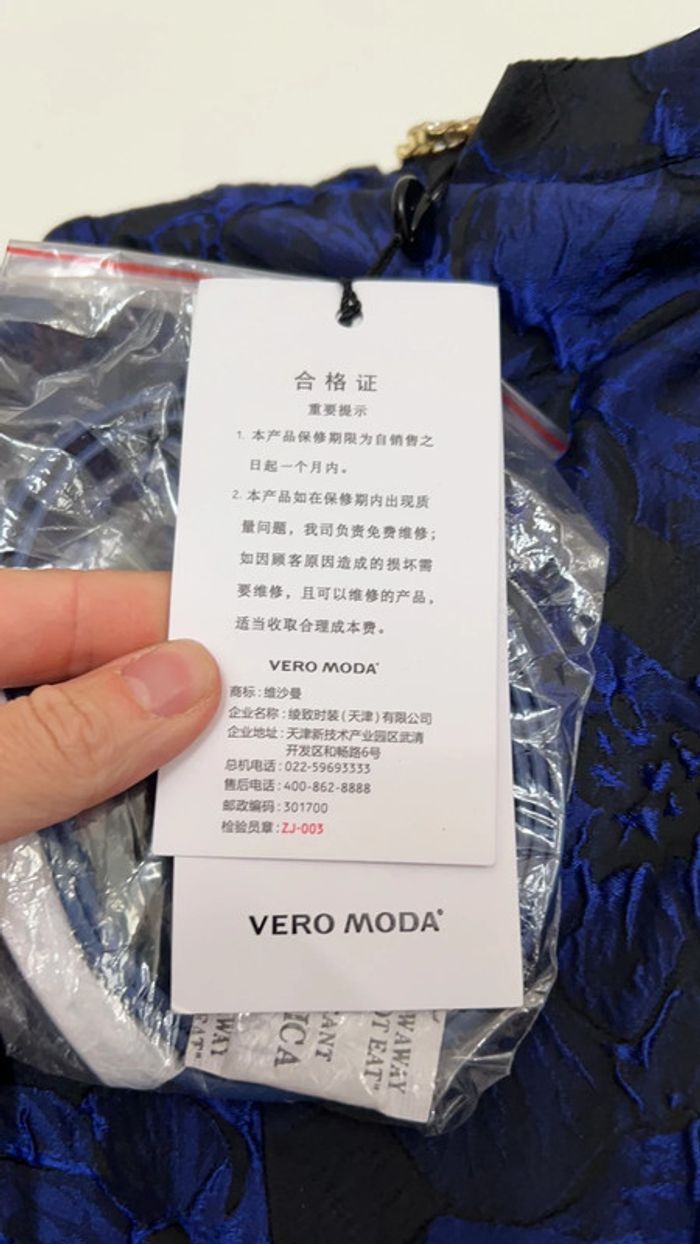 合格证
重要提示
1. 本产品保修期限为自销售之
日起一个月内。
2. 本产品如在保修期内出现质
量问题，我司负责免费维修；
如因顾客原因造成的损坏需
要维修，且可以维修的产品，
适当收取合理成本费。
VERO MODA
商标：维沙曼
企业名称：绫致时装(天津)有限公司
企业地址：天津新技术产业园区武清
开发区和畅路6号
总机电话：022-59693333
售后电话：400-862-8888
邮政编码：301700
检验员章：ZJ-003
VERO MODA
WAWAY
OT EAT"